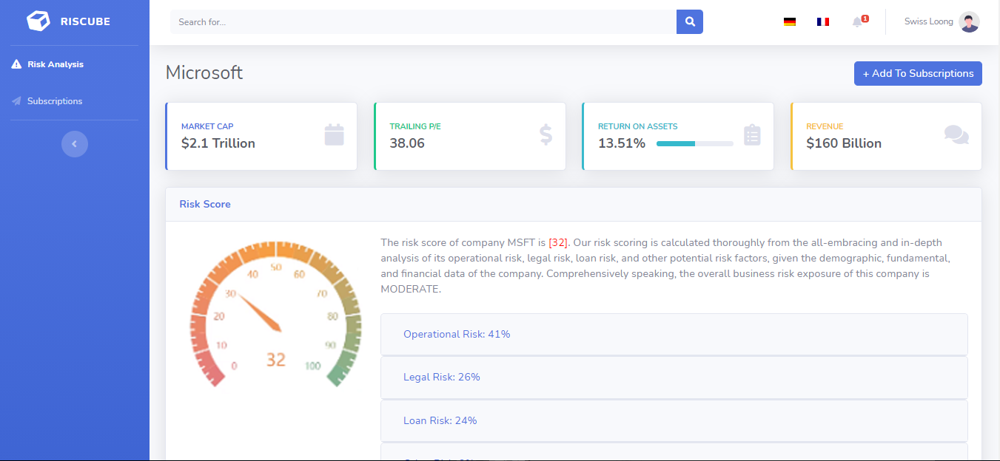 RISCUBE
Search for...
1
Swiss Loong
Risk Analysis
Subscriptions
Microsoft
+ Add To Subscriptions
MARKET CAP
$2.1 Trillion
TRAILING P/E
38.06
RETURN ON ASSETS
13.51%
REVENUE
$160 Billion
Risk Score
0
10
20
30
40
50
60
70
80
90
100
32
The risk score of company MSFT is [32]. Our risk scoring is calculated thoroughly from the all-embracing and in-depth
analysis of its operational risk, legal risk, loan risk, and other potential risk factors, given the demographic, fundamental,
and financial data of the company. Comprehensively speaking, the overall business risk exposure of this company is
MODERATE.
Operational Risk: 41%
Legal Risk: 26%
Loan Risk: 24%